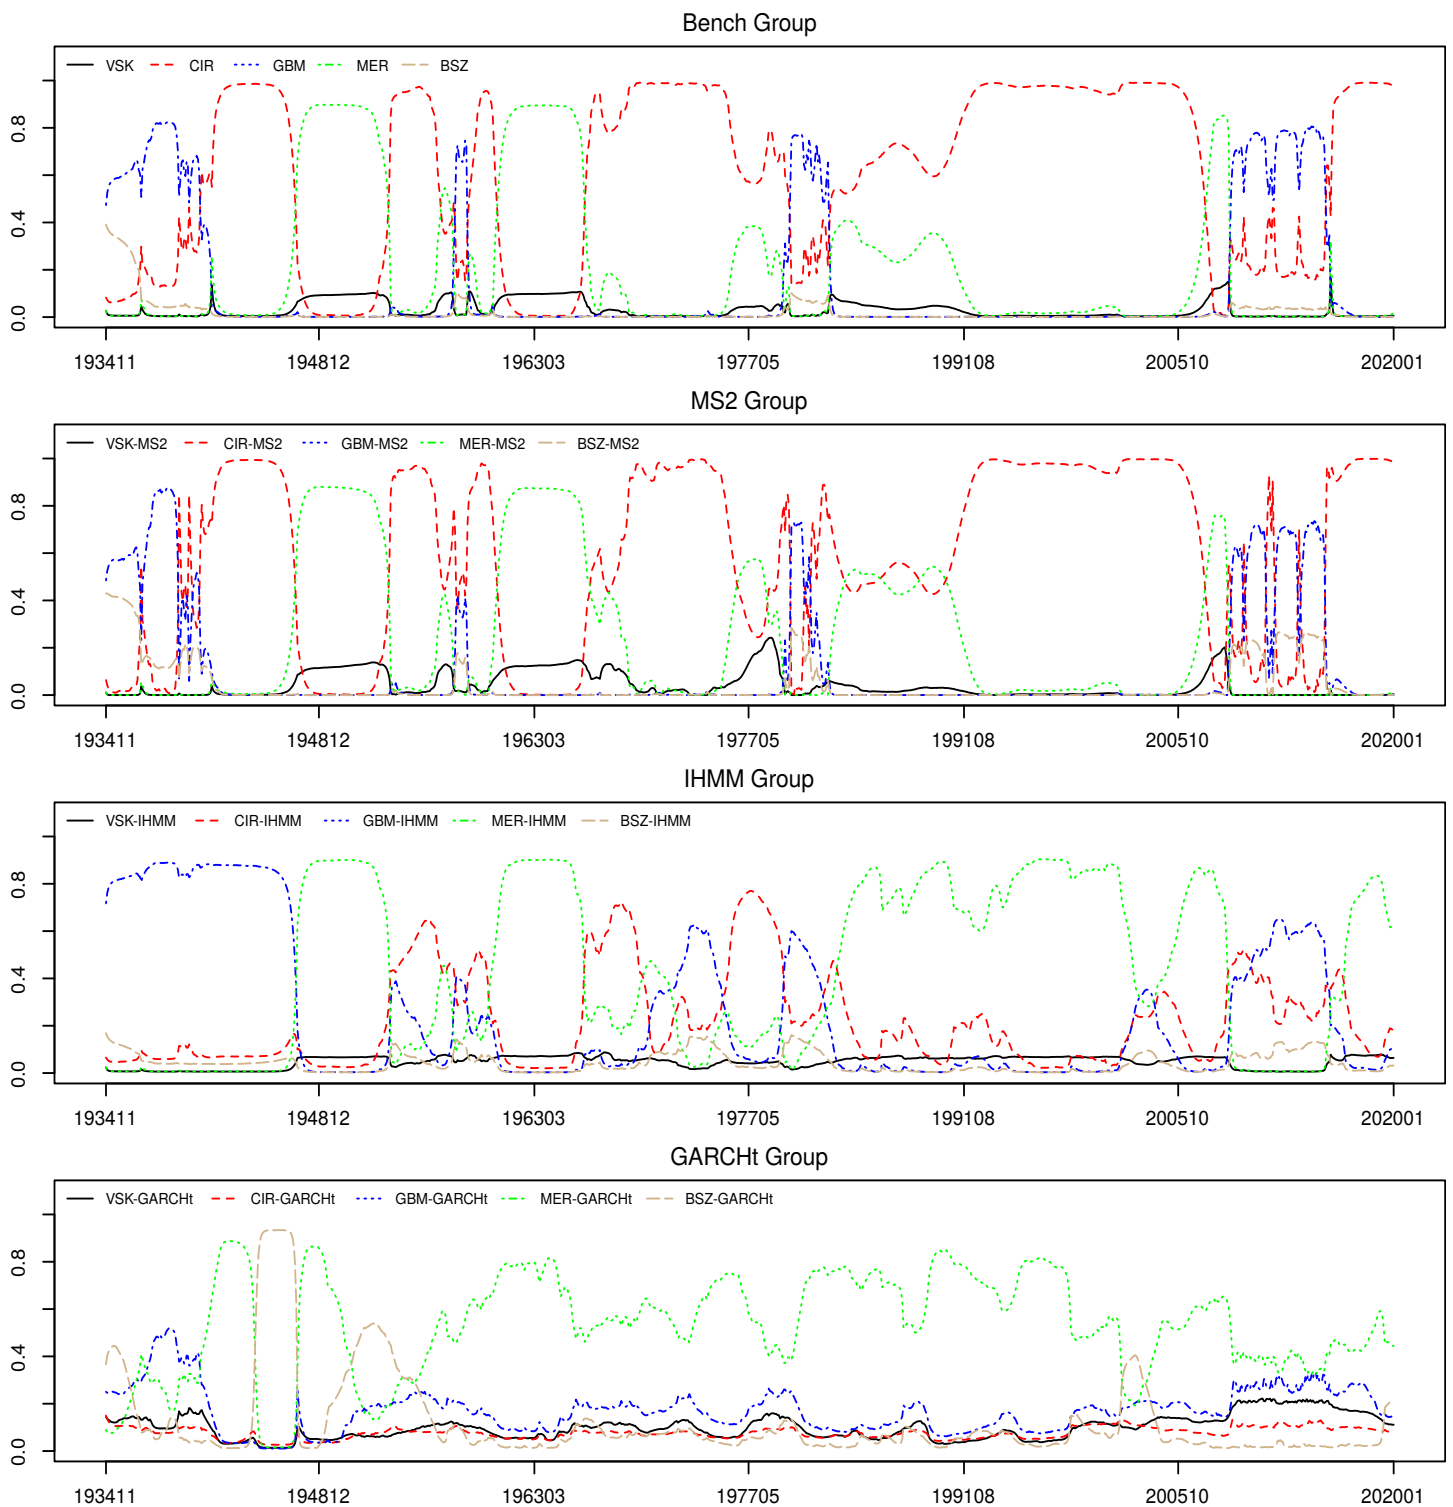 Bench Group
VSK CIR GBM MER BSZ
0.0 0.4 0.8
193411 194812 196303 197705 199108 200510 202001
MS2 Group
VSK-MS2 CIR-MS2 GBM-MS2 MER-MS2 BSZ-MS2
0.0 0.4 0.8
193411 194812 196303 197705 199108 200510 202001
IHMM Group
VSK-IHMM CIR-IHMM GBM-IHMM MER-IHMM BSZ-IHMM
0.0 0.4 0.8
193411 194812 196303 197705 199108 200510 202001
GARCHt Group
VSK-GARCHt CIR-GARCHt GBM-GARCHt MER-GARCHt BSZ-GARCHt
0.0 0.4 0.8
193411 194812 196303 197705 199108 200510 202001